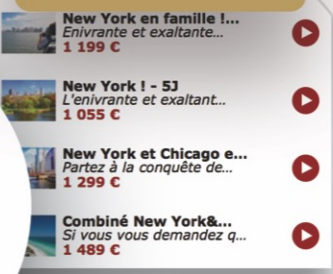 New York en famille !...
Enivrante et exaltante...
1 199 €
New York ! - 5J
L'enivrante et exaltant...
1 055 €
New York et Chicago e...
Partez à la conquête de...
1 299 €
Combiné New York&...
Si vous vous demandez q...
1 489 €